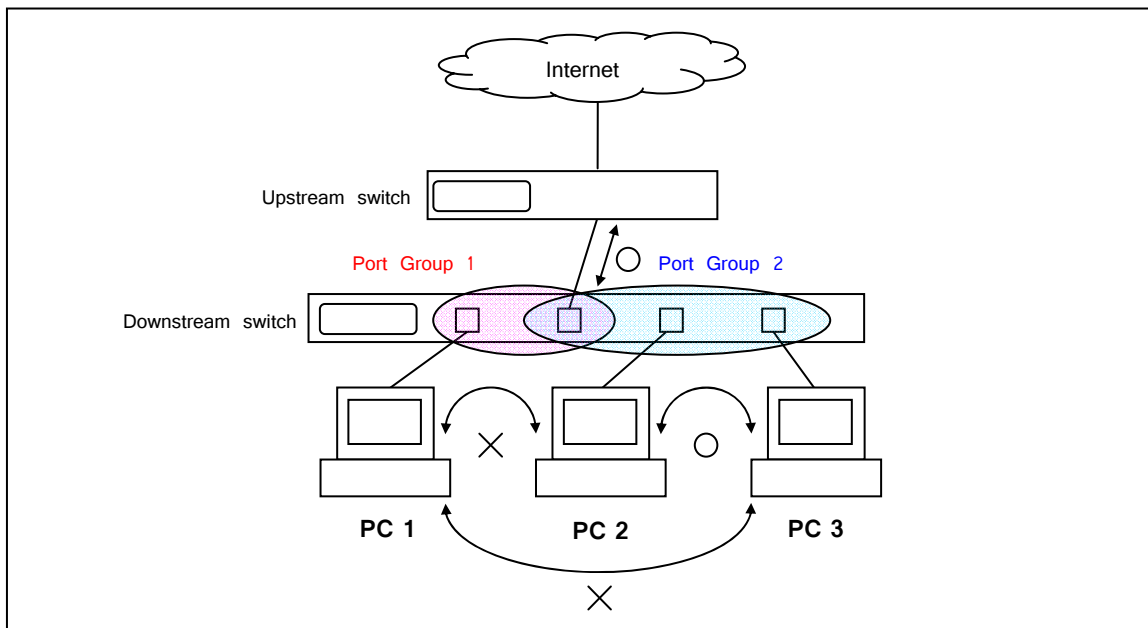 Internet
Upstream switch
Port Group 1
Port Group 2
Downstream switch
PC 1
PC 2
PC 3